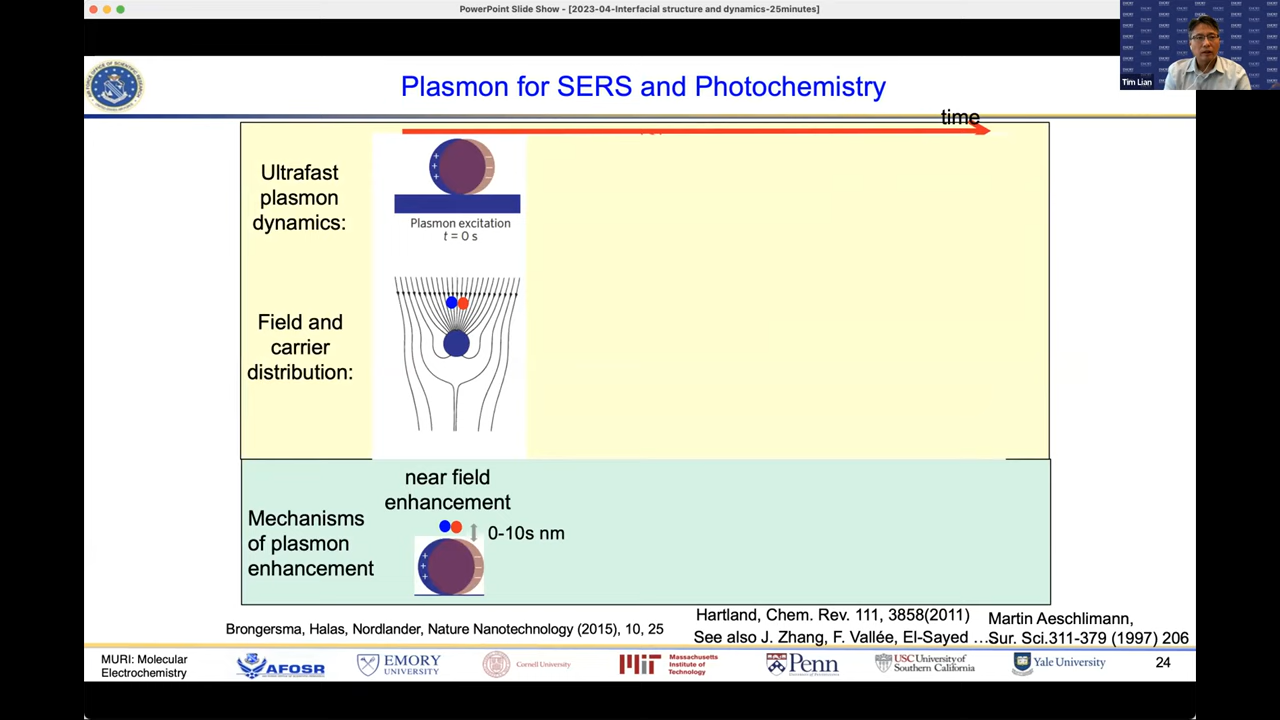 PowerPoint Slide Show - [2023-04-Interfacial structure and dynamics-25minutes]
Tim Lian
Plasmon for SERS and Photochemistry
time
Ultrafast
plasmon
dynamics:
Plasmon excitation
t = 0 s
Field and
carrier
distribution:
near field
enhancement
0-10s nm
Mechanisms
of plasmon
enhancement
Hartland, Chem. Rev. 111, 3858(2011)
Martin Aeschlimann,
Brongersma, Halas, Nordlander, Nature Nanotechnology (2015), 10, 25
See also J. Zhang, F. Vallée, El-Sayed ...
Sur. Sci.311-379 (1997) 206
MURI: Molecular
Electrochemistry
AFOSR
EMORY
UNIVERSITY
Cornell University
MIT
Massachusetts
Institute of
Technology
Penn
USC University of
Southern California
Yale University
24